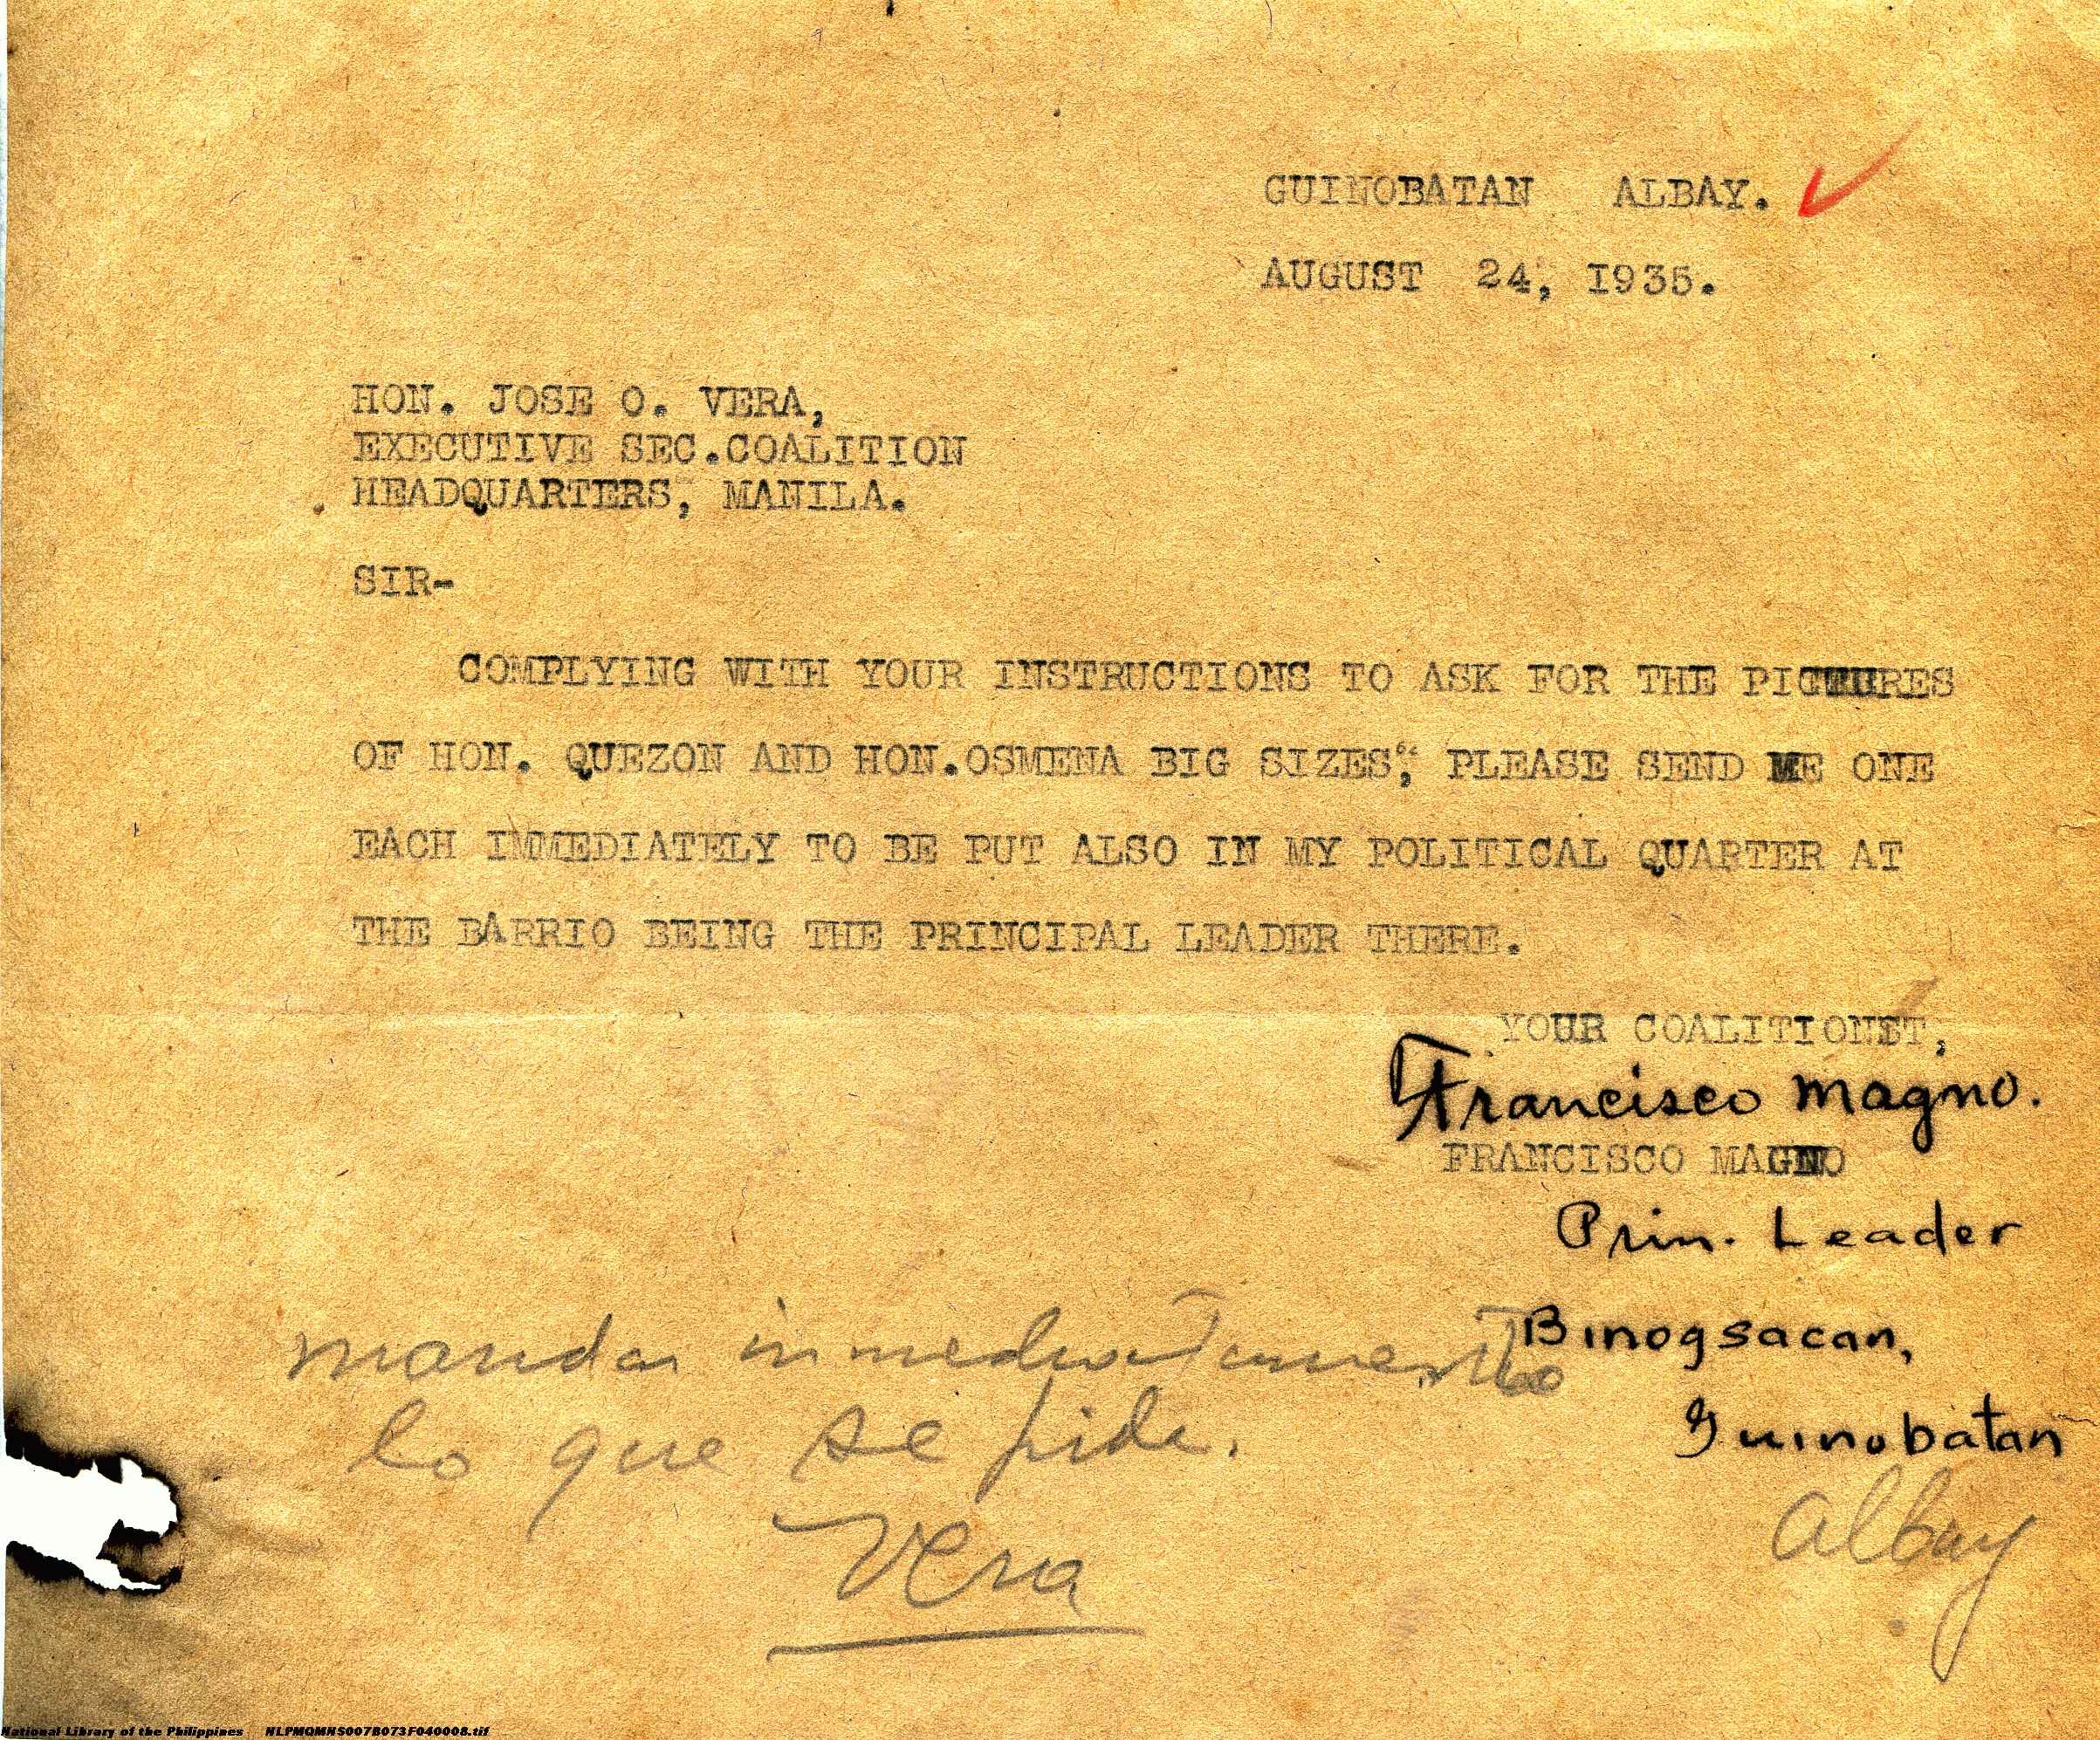 GUINOBATAN ALBAY.
AUGUST 24, 1935.
HON. JOSE O. VERA,
EXECUTIVE SEC.COALITION
HEADQUARTERS, MANILA.
SIR-
COMPLYING WITH YOUR INSTRUCTIONS TO ASK FOR THE PICTURES
OF HON. QUEZON AND HON.OSMENA BIG SIZES", PLEASE SEND ME ONE
EACH IMMEDIATELY TO BE PUT ALSO IN MY POLITICAL QUARTER AT
THE BARRIO BEING THE PRINCIPAL LEADER THERE.
YOUR COALITIONIST,
Francisco Magno.
FRANCISCO MAGNO
Prin. Leader
Binogsacan,
Guinobatan
Albay
mandar inmediatamente
lo que se pide.
Vera
National Library of the Philippines NLPMQMNS007B073F040008.tif